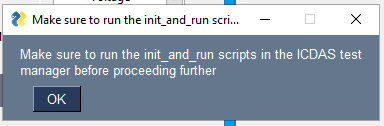 Make sure to run the init_and_run scri...
Make sure to run the init_and_run scripts in the ICDAS test
manager before proceeding further
OK